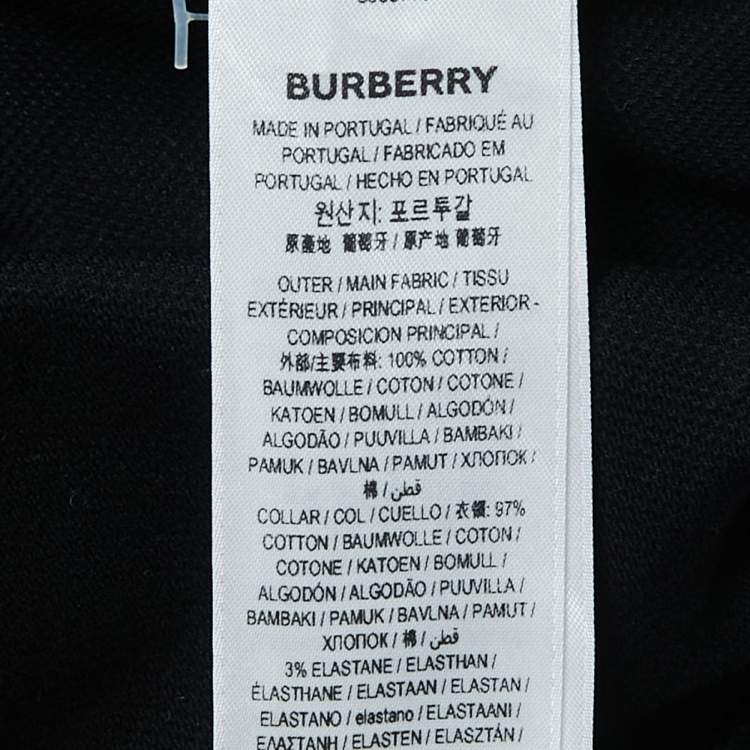 BURBERRY
MADE IN PORTUGAL / FABRIQUÉ AU
PORTUGAL / FABRICADO EM
PORTUGAL / HECHO EN PORTUGAL
원산지: 포르투갈
原產地 葡萄牙 / 原产地 葡萄牙
OUTER / MAIN FABRIC / TISSU
EXTÉRIEUR / PRINCIPAL / EXTERIOR -
COMPOSICION PRINCIPAL /
外部/主要布料: 100% COTTON /
BAUMWOLLE / COTON / COTONE /
KATOEN / BOMULL / ALGODÓN /
ALGODÃO / PUUVILLA / BAMBAKI /
PAMUK / BAVLNA / PAMUT / ХЛОПОК /
棉 / قطن
COLLAR / COL / CUELLO / 衣領: 97%
COTTON / BAUMWOLLE / COTON /
COTONE / KATOEN / BOMULL /
ALGODÓN / ALGODÃO / PUUVILLA /
BAMBAKI / PAMUK / BAVLNA / PAMUT /
ХЛОПОК / 棉 / قطن
3% ELASTANE / ELASTHAN /
ÉLASTHANE / ELASTAAN / ELASTAN /
ELASTANO / elastano / ELASTAANI /
ΕΛΑΣΤΑΝΗ / ELASTEN / ELASZTÁN /